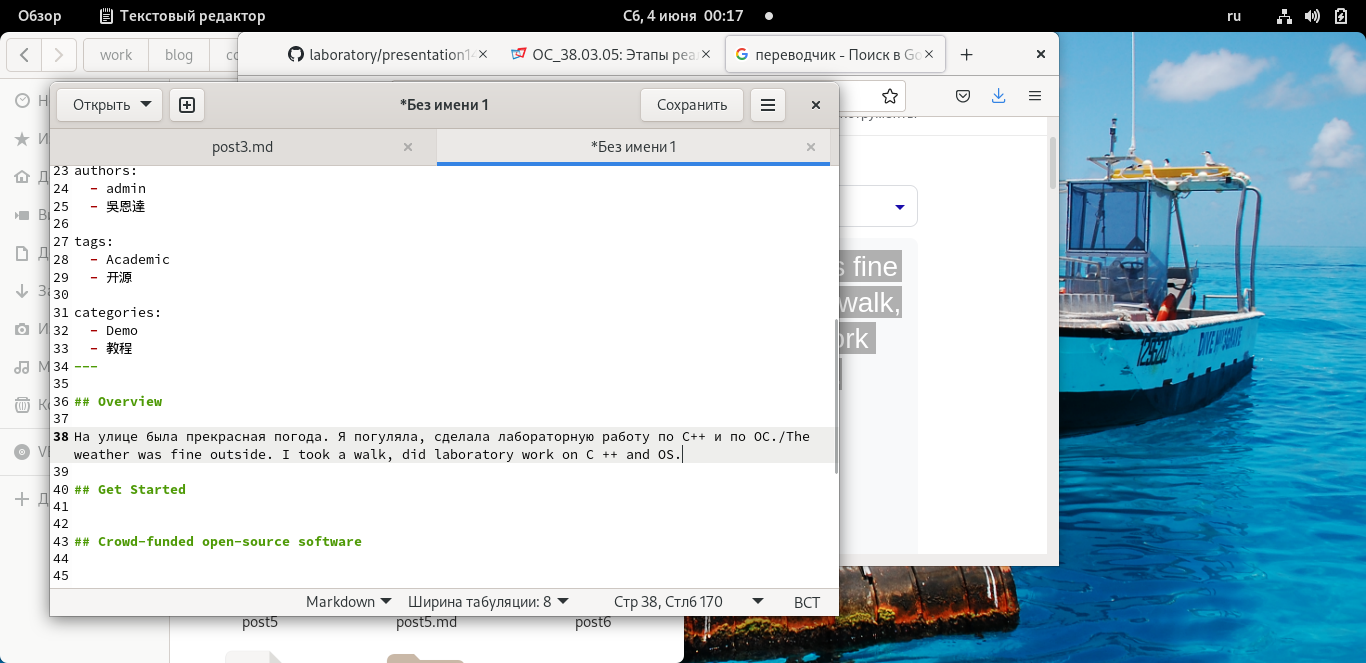 Обзор
Текстовый редактор
Сб, 4 июня 00:17
ru
work
blog
laboratory/presentation14
ОС_38.03.05: Этапы реа
переводчик - Поиск в Go
Открыть
*Без имени 1
Сохранить
post3.md
*Без имени 1
23 authors:
24 - admin
25 - 吳恩達
26
27 tags:
28 - Academic
29 - 开源
30
31 categories:
32 - Demo
33 - 教程
34 ---
35
36 ## Overview
37
38 На улице была прекрасная погода. Я погуляла, сделала лабораторную работу по С++ и по ОС./The
weather was fine outside. I took a walk, did laboratory work on C ++ and OS.
39
40 ## Get Started
41
42
43 ## Crowd-funded open-source software
44
45
s fine
walk,
ork
Markdown
Ширина табуляции: 8
Стр 38, Стлб 170
ВСТ
post5
post5.md
post6